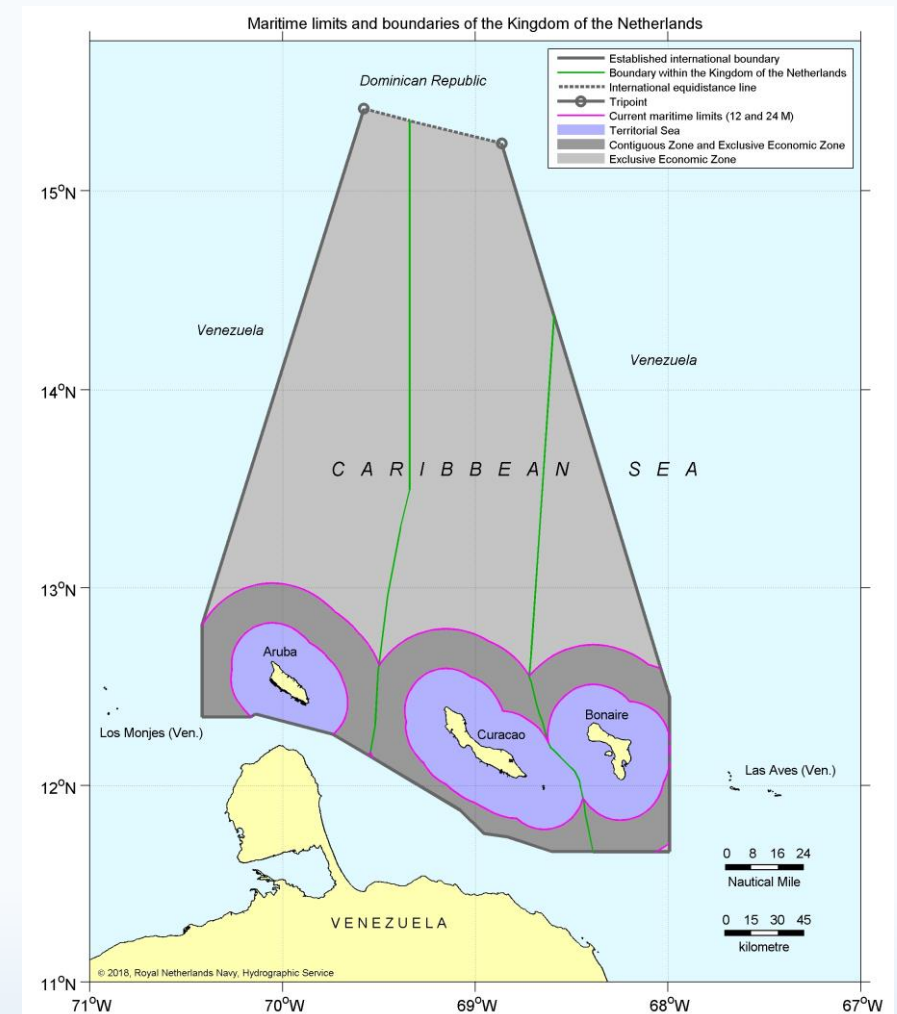 Maritime limits and boundaries of the Kingdom of the Netherlands
Established international boundary
Boundary within the Kingdom of the Netherlands
International equidistance line
Tripoint
Current maritime limits (12 and 24 M)
Territorial Sea
Contiguous Zone and Exclusive Economic Zone
Exclusive Economic Zone
Dominican Republic
15°N
Venezuela
Venezuela
14°N
CARIBBEAN SEA
13°N
Aruba
Bonaire
Curacao
Los Monjes (Ven.)
12°N
Las Aves (Ven.)
0 8 16 24
Nautical Mile
0 15 30 45
kilometre
VENEZUELA
© 2018, Royal Netherlands Navy, Hydrographic Service
11°N
71°W 70°W 69°W 68°W 67°W